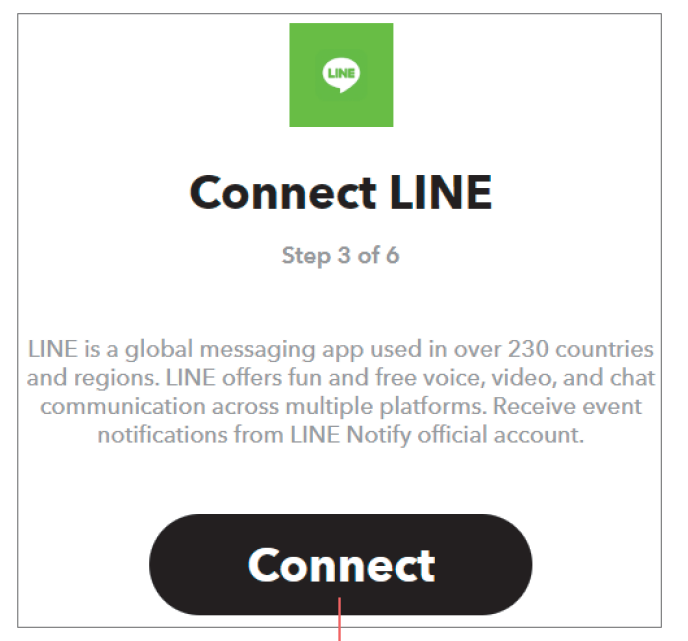 LINE
Connect LINE
Step 3 of 6
LINE is a global messaging app used in over 230 countries
and regions. LINE offers fun and free voice, video, and chat
communication across multiple platforms. Receive event
notifications from LINE Notify official account.
Connect